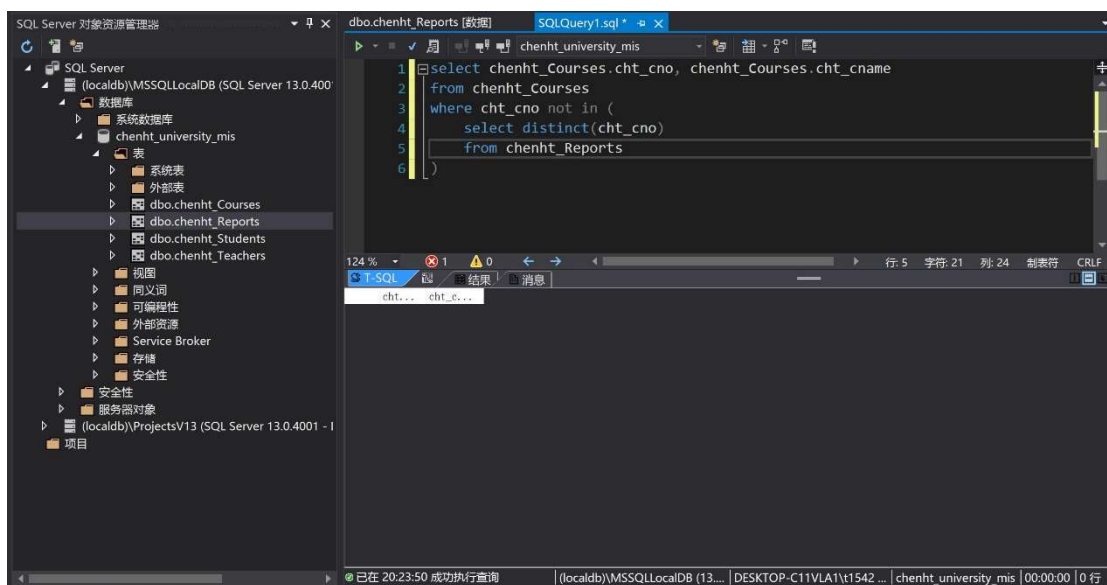 SQL Server 对象资源管理器
SQL Server
(localdb)\MSSQLLocalDB (SQL Server 13.0.400
数据库
系统数据库
chenht_university_mis
表
系统表
外部表
dbo.chenht_Courses
dbo.chenht_Reports
dbo.chenht_Students
dbo.chenht_Teachers
视图
同义词
可编程性
外部资源
Service Broker
存储
安全性
安全性
服务器对象
(localdb)\ProjectsV13 (SQL Server 13.0.4001 - I
项目
dbo.chenht_Reports [数据] SQLQuery1.sql *
chenht_university_mis
1 select chenht_Courses.cht_cno, chenht_Courses.cht_cname
2 from chenht_Courses
3 where cht_cno not in (
4 select distinct(cht_cno)
5 from chenht_Reports
6 )
124 % 1 0 行: 5 字符: 21 列: 24 制表符 CRLF
T-SQL 结果 消息
cht... cht_c...
已在 20:23:50 成功执行查询 (localdb)\MSSQLLocalDB (13.... DESKTOP-C11VLA1\t1542 ... chenht_university_mis 00:00:00 0 行